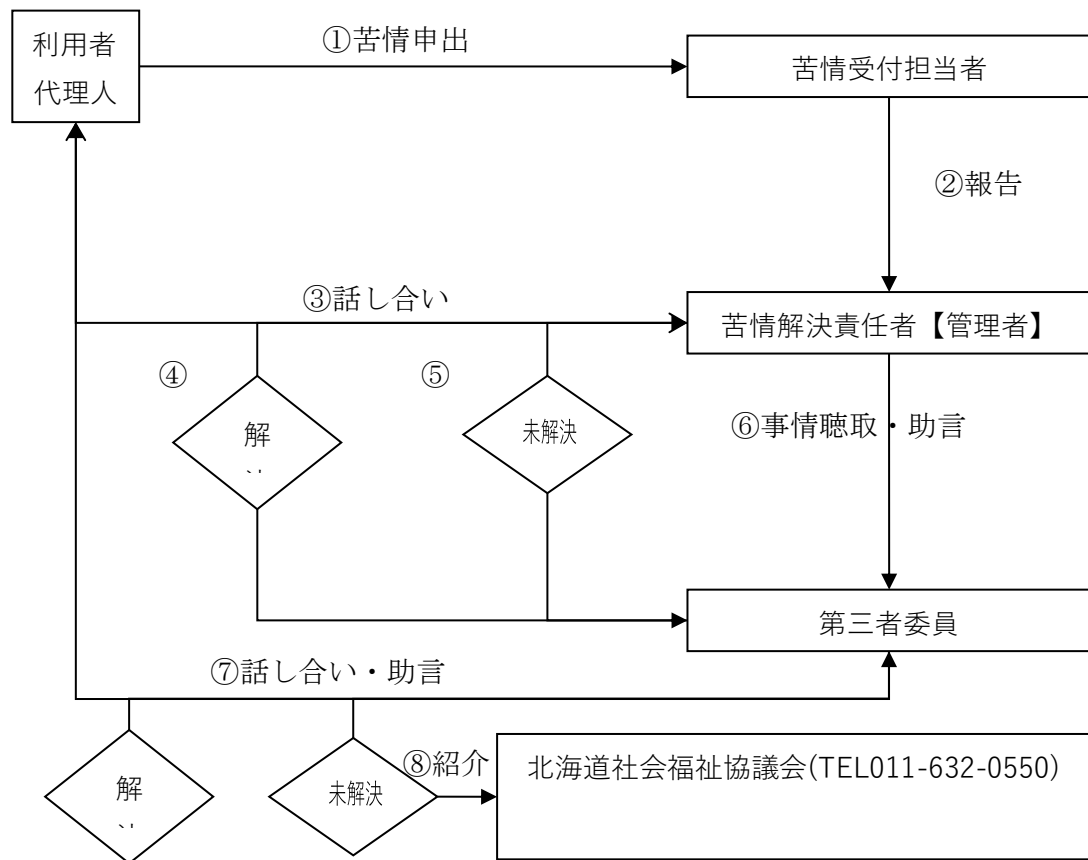 利用者
代理人
①苦情申出
苦情受付担当者
②報告
③話し合い
苦情解決責任者【管理者】
④
⑤
解
未解決
⑥事情聴取・助言
第三者委員
⑦話し合い・助言
解
未解決
⑧紹介
北海道社会福祉協議会(TEL011-632-0550)